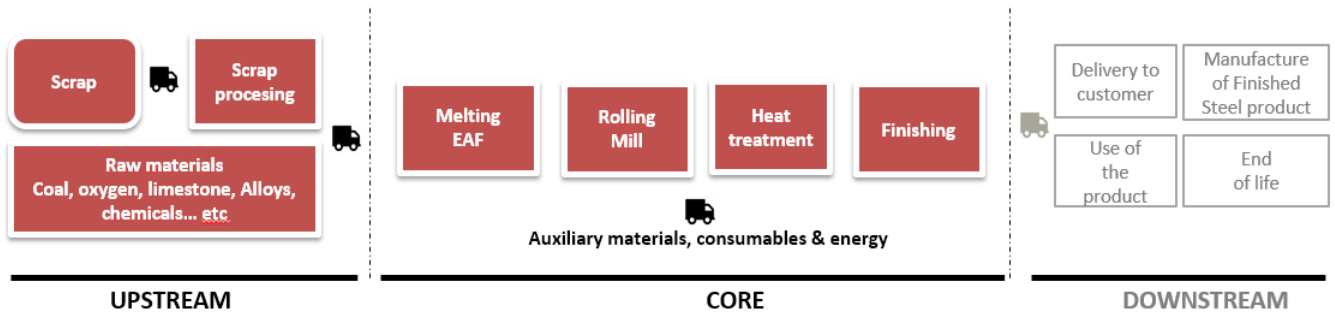 Scrap
Scrap
procesing
Raw materials
Coal, oxygen, limestone, Alloys,
chemicals... etc
UPSTREAM
Melting
EAF
Rolling
Mill
Heat
treatment
Finishing
Auxiliary materials, consumables & energy
CORE
Delivery to
customer
Manufacture
of Finished
Steel product
Use of
the
product
End
of life
DOWNSTREAM